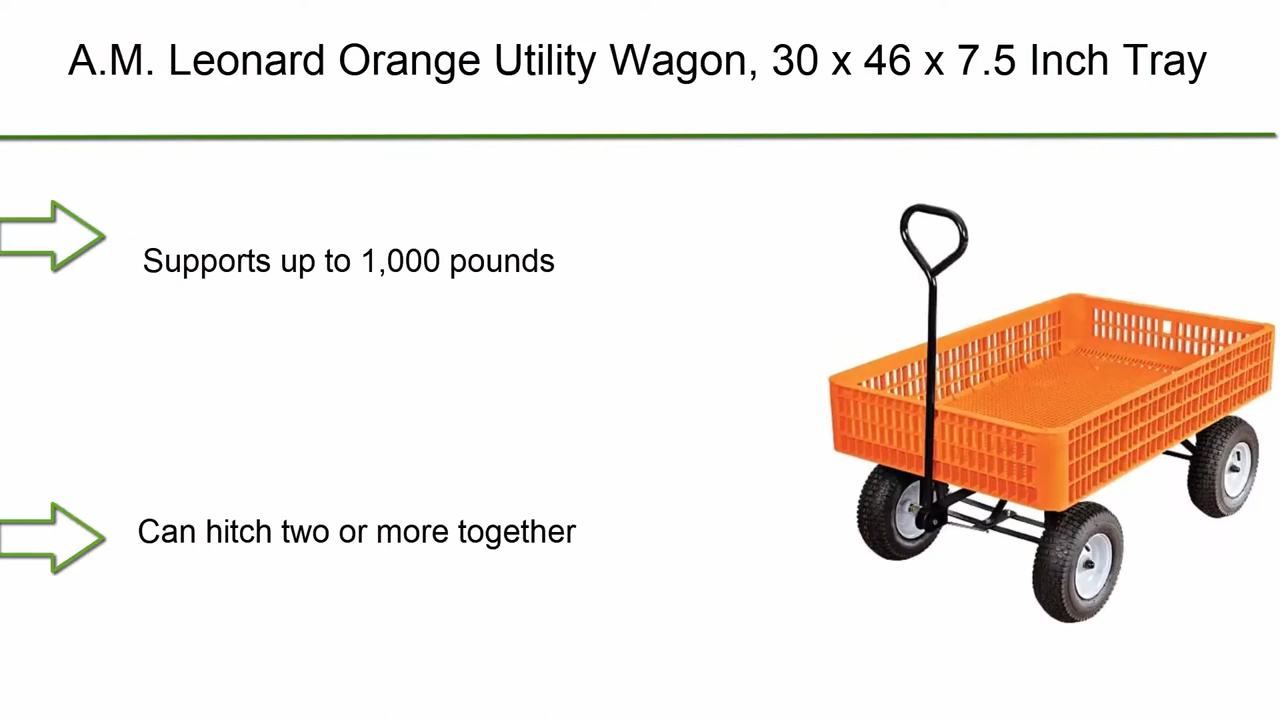 A.M. Leonard Orange Utility Wagon, 30 x 46 x 7.5 Inch Tray
Supports up to 1,000 pounds
Can hitch two or more together